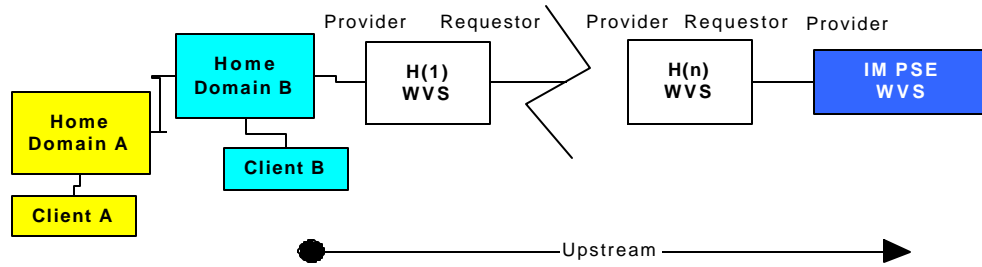 Provider Requestor Provider Requestor Provider
Home
Domain B
H(1)
WVS
H(n)
WVS
IM PSE
WVS
Home
Domain A
Client B
Client A
Upstream